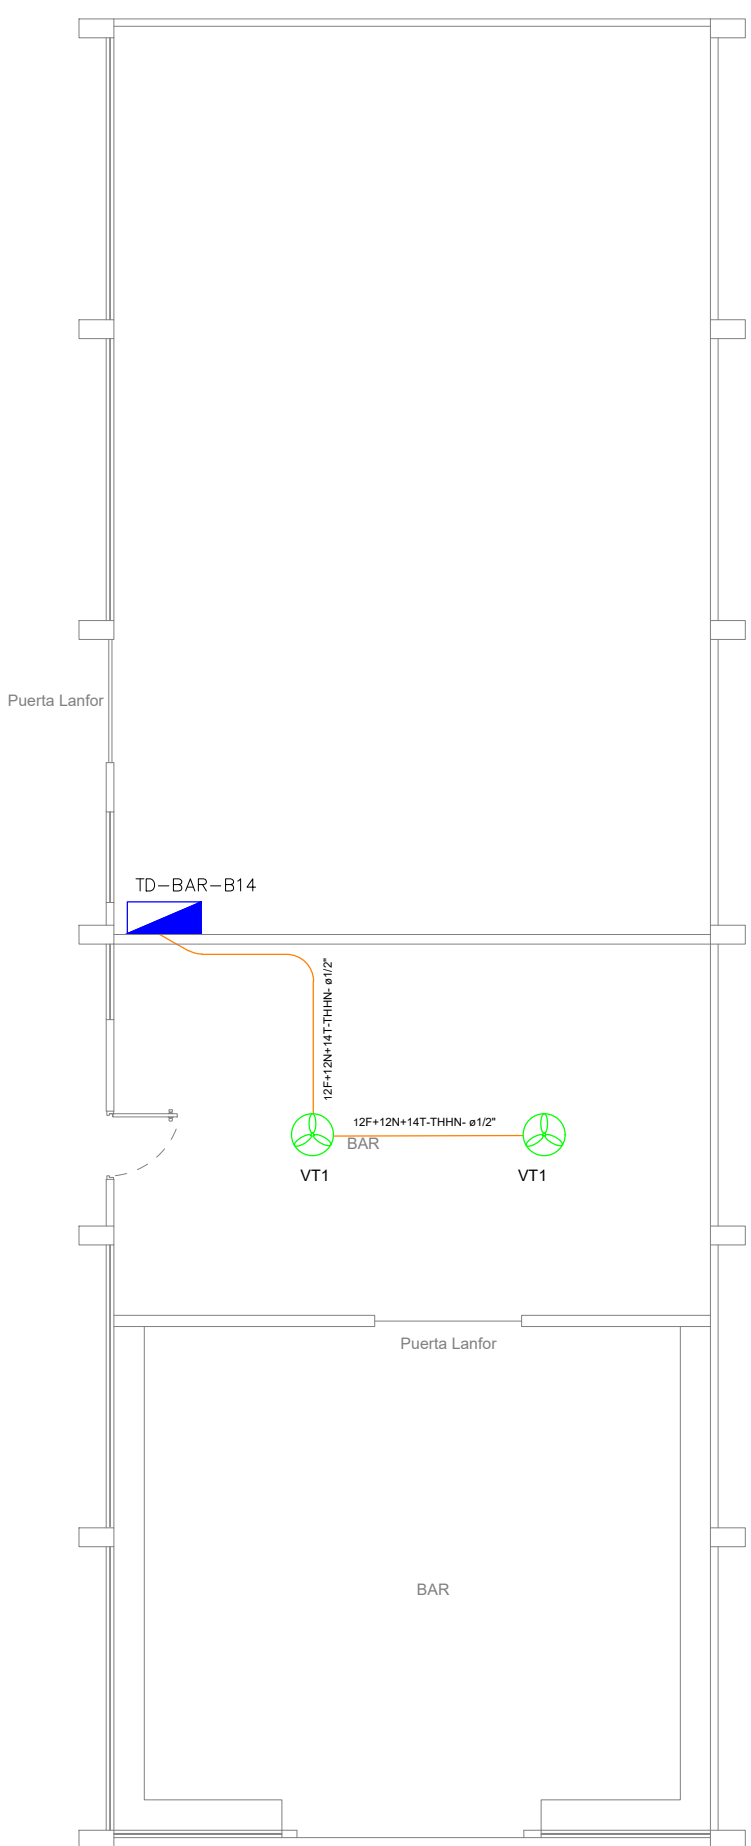 Puerta Lanfor
TD-BAR-B14
12F+12N+14T-THHN- ø1/2"
12F+12N+14T-THHN- ø1/2"
BAR
VT1
VT1
Puerta Lanfor
BAR